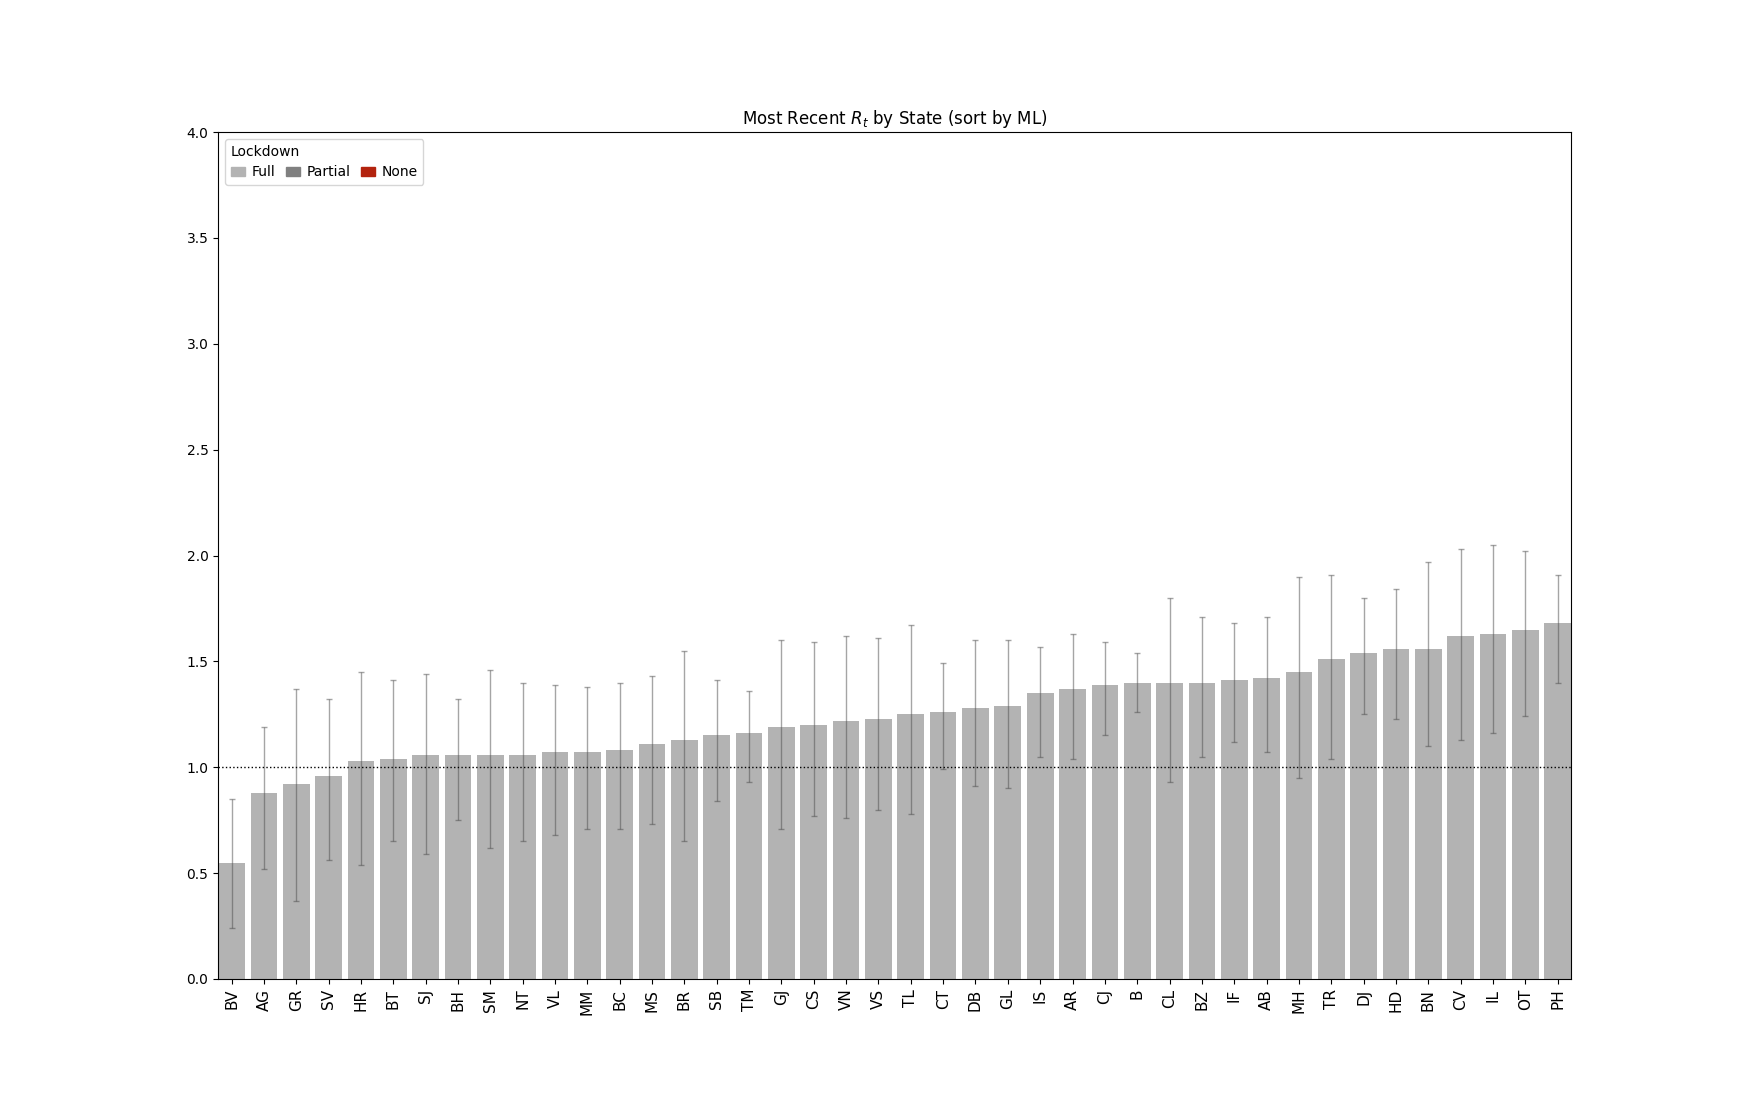 Most Recent Rt by State (sort by ML)
4.0
Lockdown
Full Partial None
3.5
3.0
2.5
2.0
1.5
1.0
0.5
0.0
BV AG GR SV HR BT SJ BH SM NT VL MM BC MS BR SB TM GJ CS VN VS TL CT DB GL IS AR CJ B CL BZ IF AB MH TR DJ HD BN CV IL OT PH